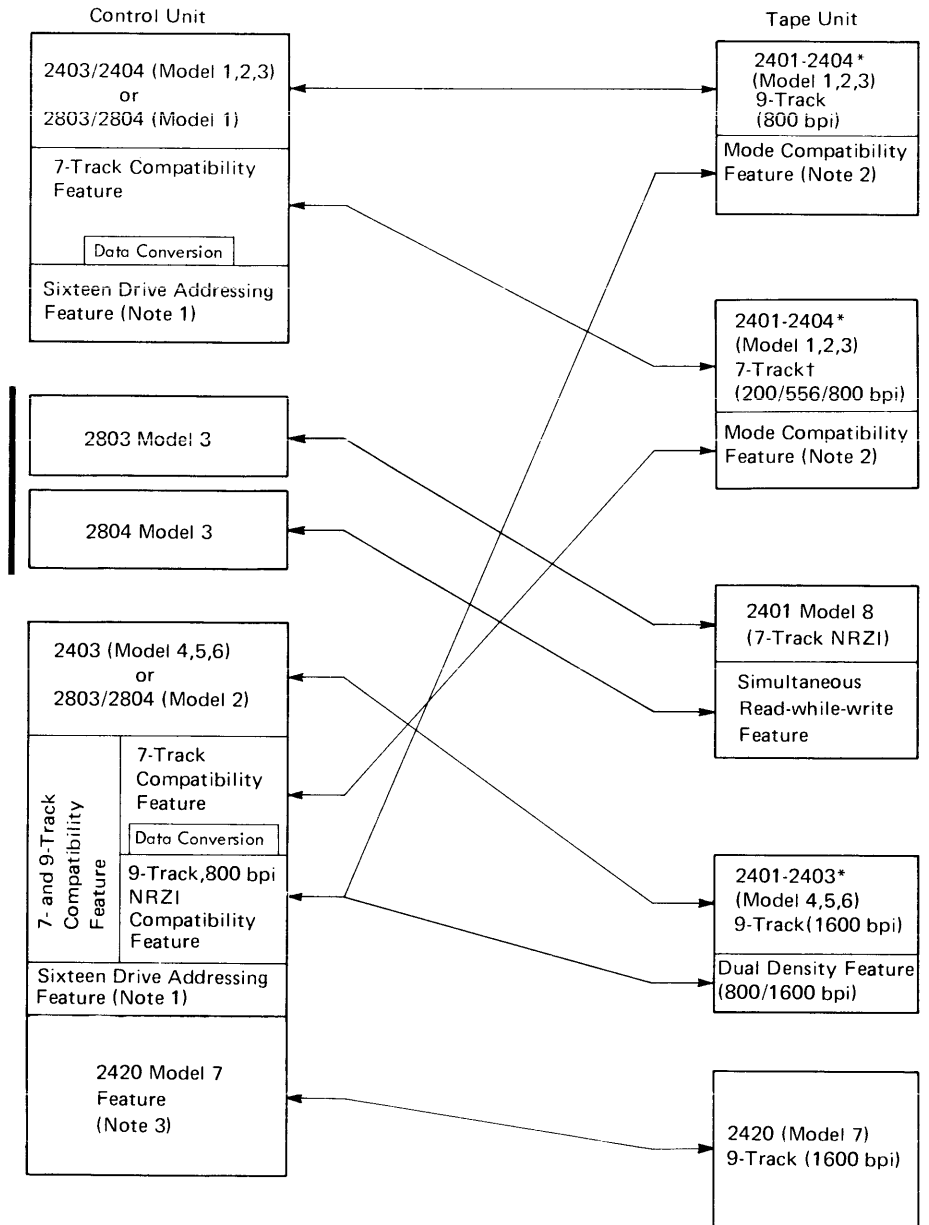 Control Unit
2403/2404 (Model 1,2,3)
or
2803/2804 (Model 1)
7-Track Compatibility
Feature
Data Conversion
Sixteen Drive Addressing
Feature (Note 1)
2803 Model 3
2804 Model 3
2403 (Model 4,5,6)
or
2803/2804 (Model 2)
7- and 9-Track
Compatibility
Feature
7-Track
Compatibility
Feature
Data Conversion
9-Track,800 bpi
NRZI
Compatibility
Feature
Sixteen Drive Addressing
Feature (Note 1)
2420 Model 7
Feature
(Note 3)
Tape Unit
2401-2404*
(Model 1,2,3)
9-Track
(800 bpi)
Mode Compatibility
Feature (Note 2)
2401-2404*
(Model 1,2,3)
7-Track†
(200/556/800 bpi)
Mode Compatibility
Feature (Note 2)
2401 Model 8
(7-Track NRZI)
Simultaneous
Read-while-write
Feature
2401-2403*
(Model 4,5,6)
9-Track(1600 bpi)
Dual Density Feature
(800/1600 bpi)
2420 (Model 7)
9-Track (1600 bpi)